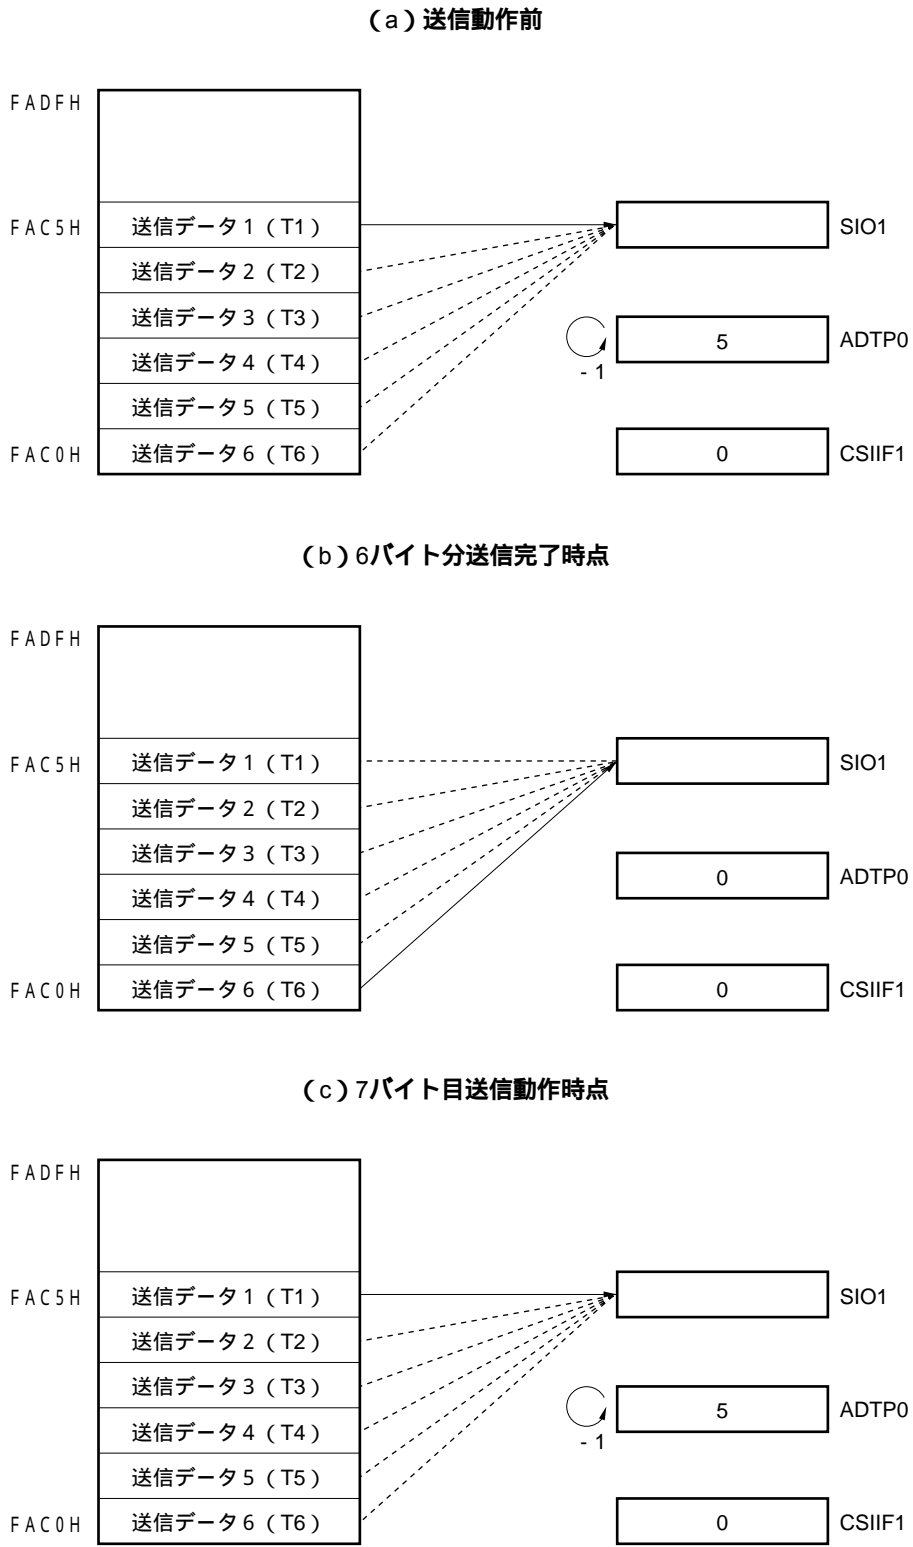 （a）送信動作前
FADFH
FAC5H 送信データ1（T1） SIO1
送信データ2（T2）
送信データ3（T3） 5 ADTP0
送信データ4（T4） - 1
送信データ5（T5）
FAC0H 送信データ6（T6） 0 CSIIF1
（b）6バイト分送信完了時点
FADFH
FAC5H 送信データ1（T1） SIO1
送信データ2（T2）
送信データ3（T3） 0 ADTP0
送信データ4（T4）
送信データ5（T5）
FAC0H 送信データ6（T6） 0 CSIIF1
（c）7バイト目送信動作時点
FADFH
FAC5H 送信データ1（T1） SIO1
送信データ2（T2）
送信データ3（T3） 5 ADTP0
送信データ4（T4） - 1
送信データ5（T5）
FAC0H 送信データ6（T6） 0 CSIIF1